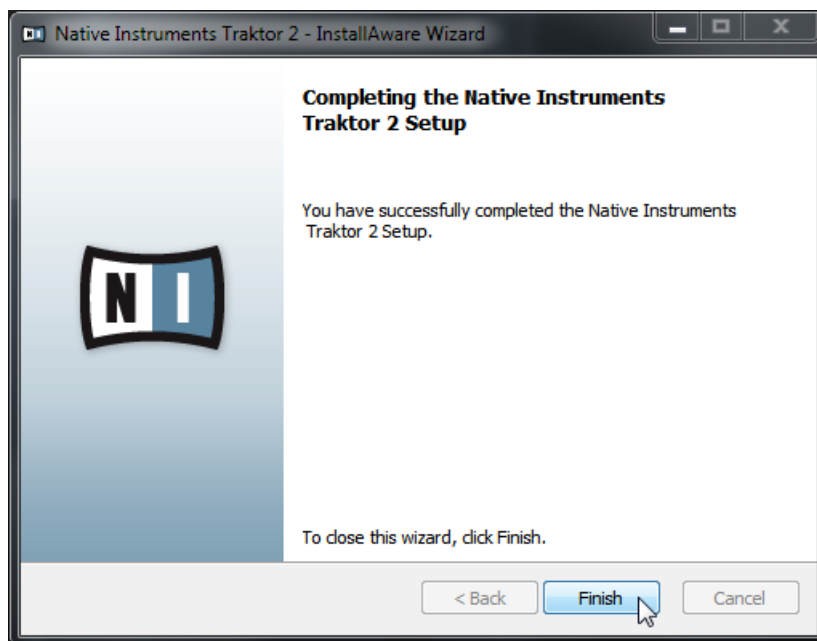 Native Instruments Traktor 2 - InstallAware Wizard
Completing the Native Instruments
Traktor 2 Setup
You have successfully completed the Native Instruments
Traktor 2 Setup.
N I
To close this wizard, click Finish.
< Back Finish Cancel